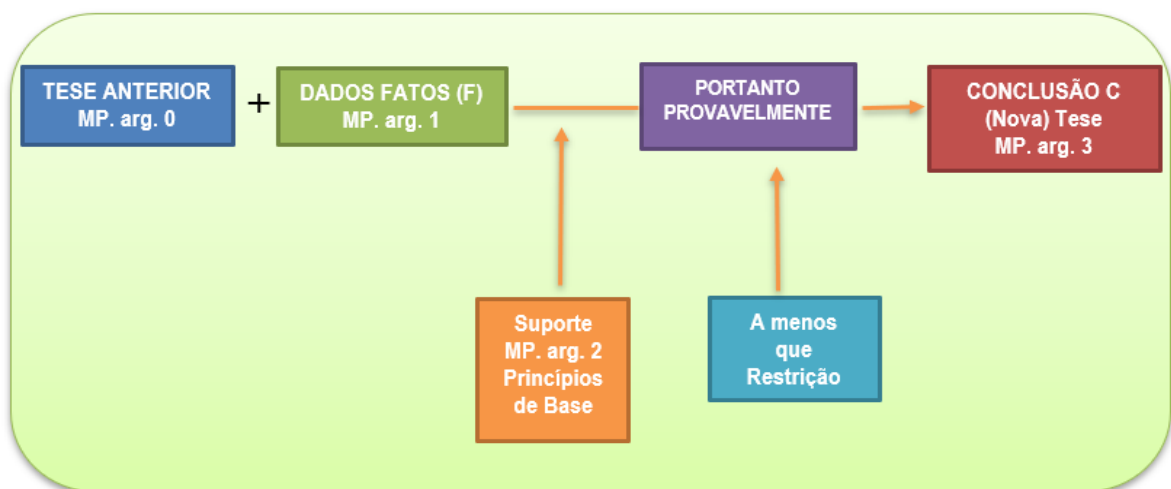 TESE ANTERIOR
MP. arg. 0
+
DADOS FATOS (F)
MP. arg. 1
PORTANTO
PROVAVELMENTE
CONCLUSÃO C
(Nova) Tese
MP. arg. 3
Suporte
MP. arg. 2
Princípios
de Base
A menos
que
Restrição